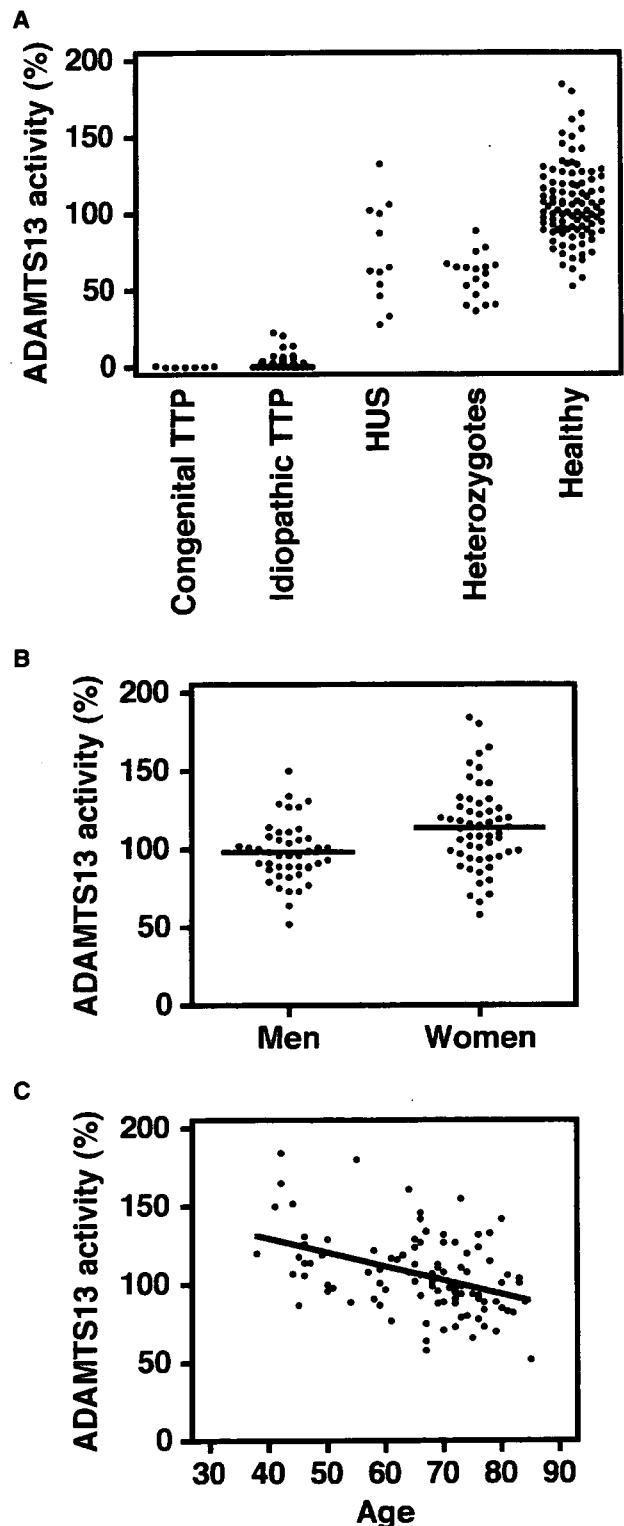 A
ADAMTS13 activity (%)
200
150
100
50
0
Congenital TTP
Idiopathic TTP
HUS
Heterozygotes
Healthy
B
ADAMTS13 activity (%)
200
150
100
50
0
Men
Women
C
ADAMTS13 activity (%)
200
150
100
50
0
30 40 50 60 70 80 90
Age